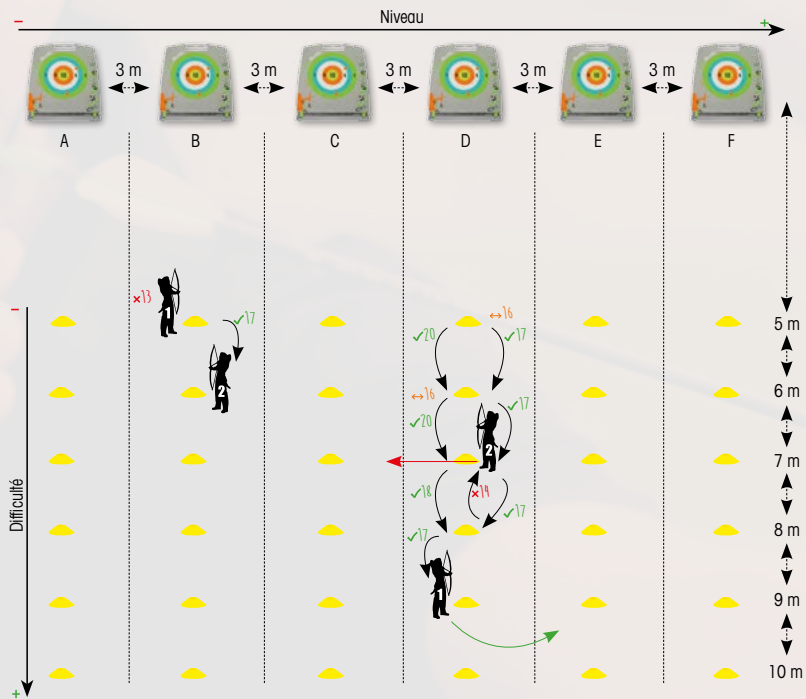 Niveau
− +
3 m 3 m 3 m 3 m 3 m
A B C D E F
−
×13
1
✓17
↔16
5 m
✓20
✓17
2
↔16
6 m
✓17
✓20
2
7 m
✓18
×14
✓17
8 m
✓17
1
9 m
10 m
Difficulté
+